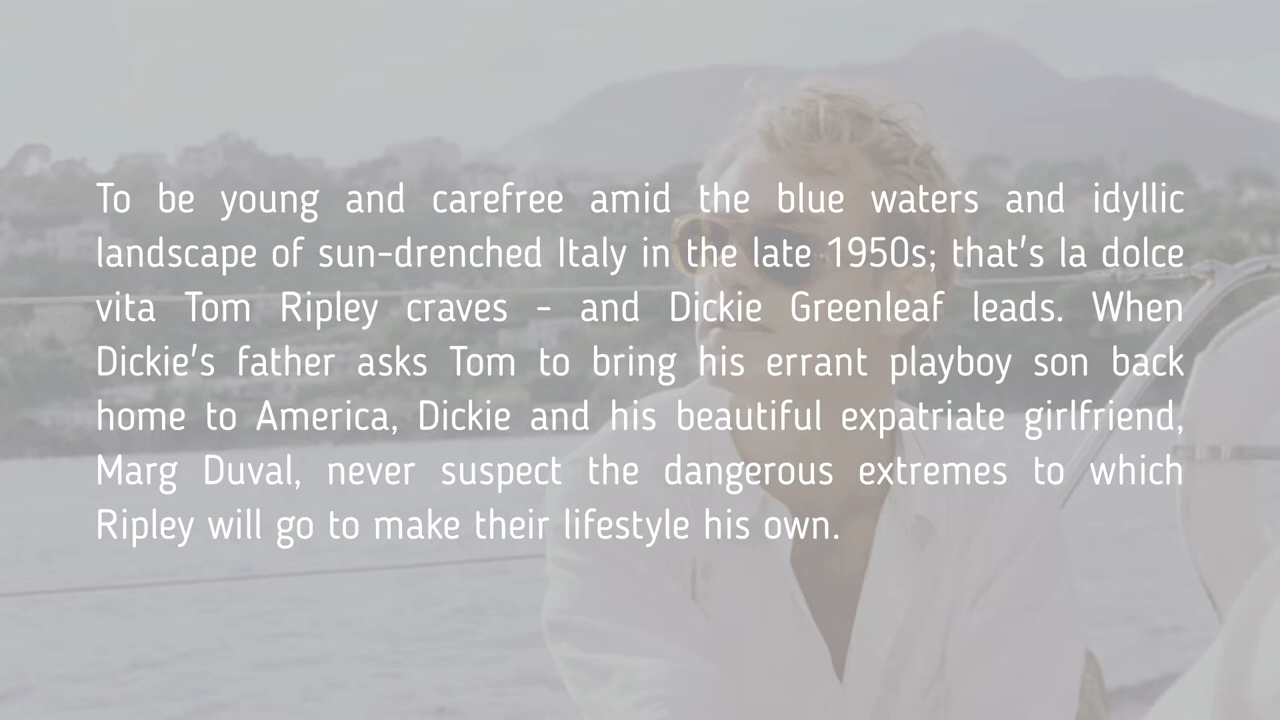 To be young and carefree amid the blue waters and idyllic
landscape of sun-drenched Italy in the late 1950s; that's la dolce
vita Tom Ripley craves - and Dickie Greenleaf leads. When
Dickie's father asks Tom to bring his errant playboy son back
home to America, Dickie and his beautiful expatriate girlfriend,
Marg Duval, never suspect the dangerous extremes to which
Ripley will go to make their lifestyle his own.